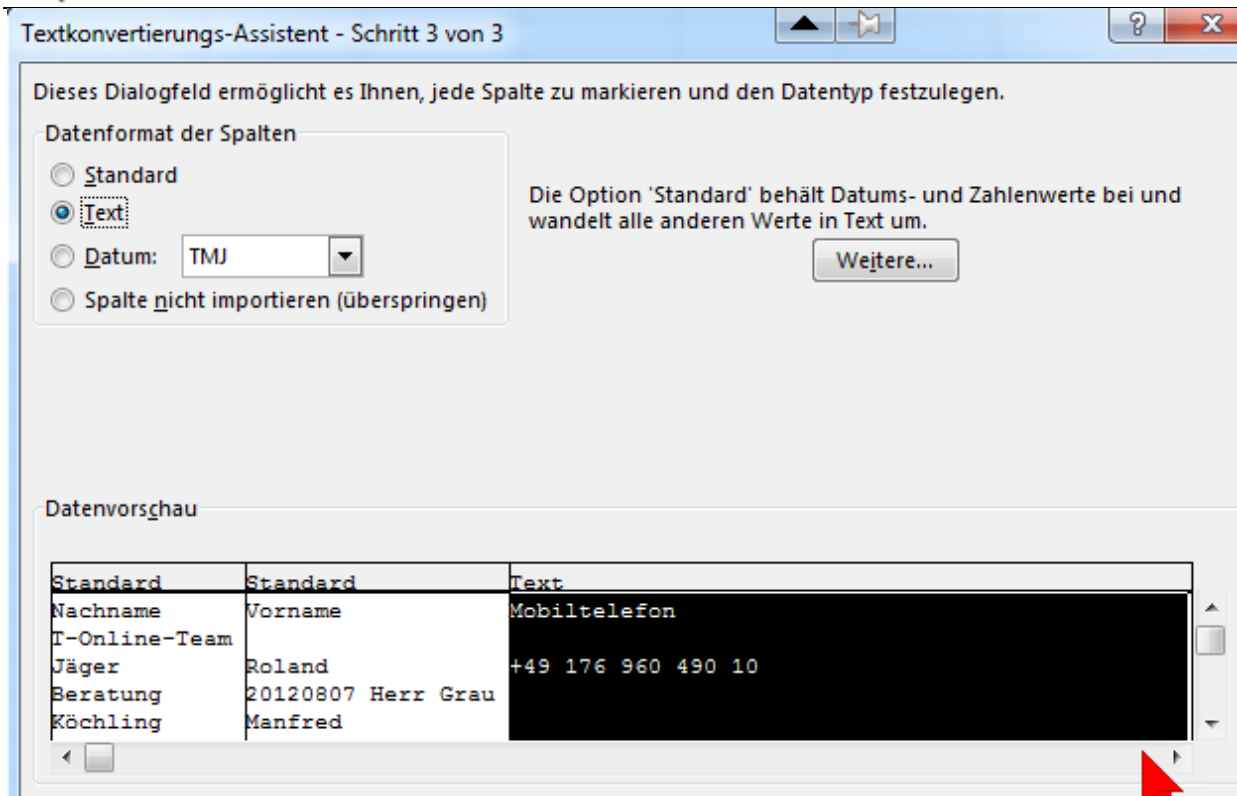 Textkonvertierungs-Assistent - Schritt 3 von 3
?
Dieses Dialogfeld ermöglicht es Ihnen, jede Spalte zu markieren und den Datentyp festzulegen.
Datenformat der Spalten
Standard
Text
Datum: TMJ
Spalte nicht importieren (überspringen)
Die Option 'Standard' behält Datums- und Zahlenwerte bei und
wandelt alle anderen Werte in Text um.
Weitere...
Datenvorschau
Standard Standard Text
Nachname Vorname Mobiltelefon
T-Online-Team
Jäger Roland +49 176 960 490 10
Beratung 20120807 Herr Grau
Köchling Manfred